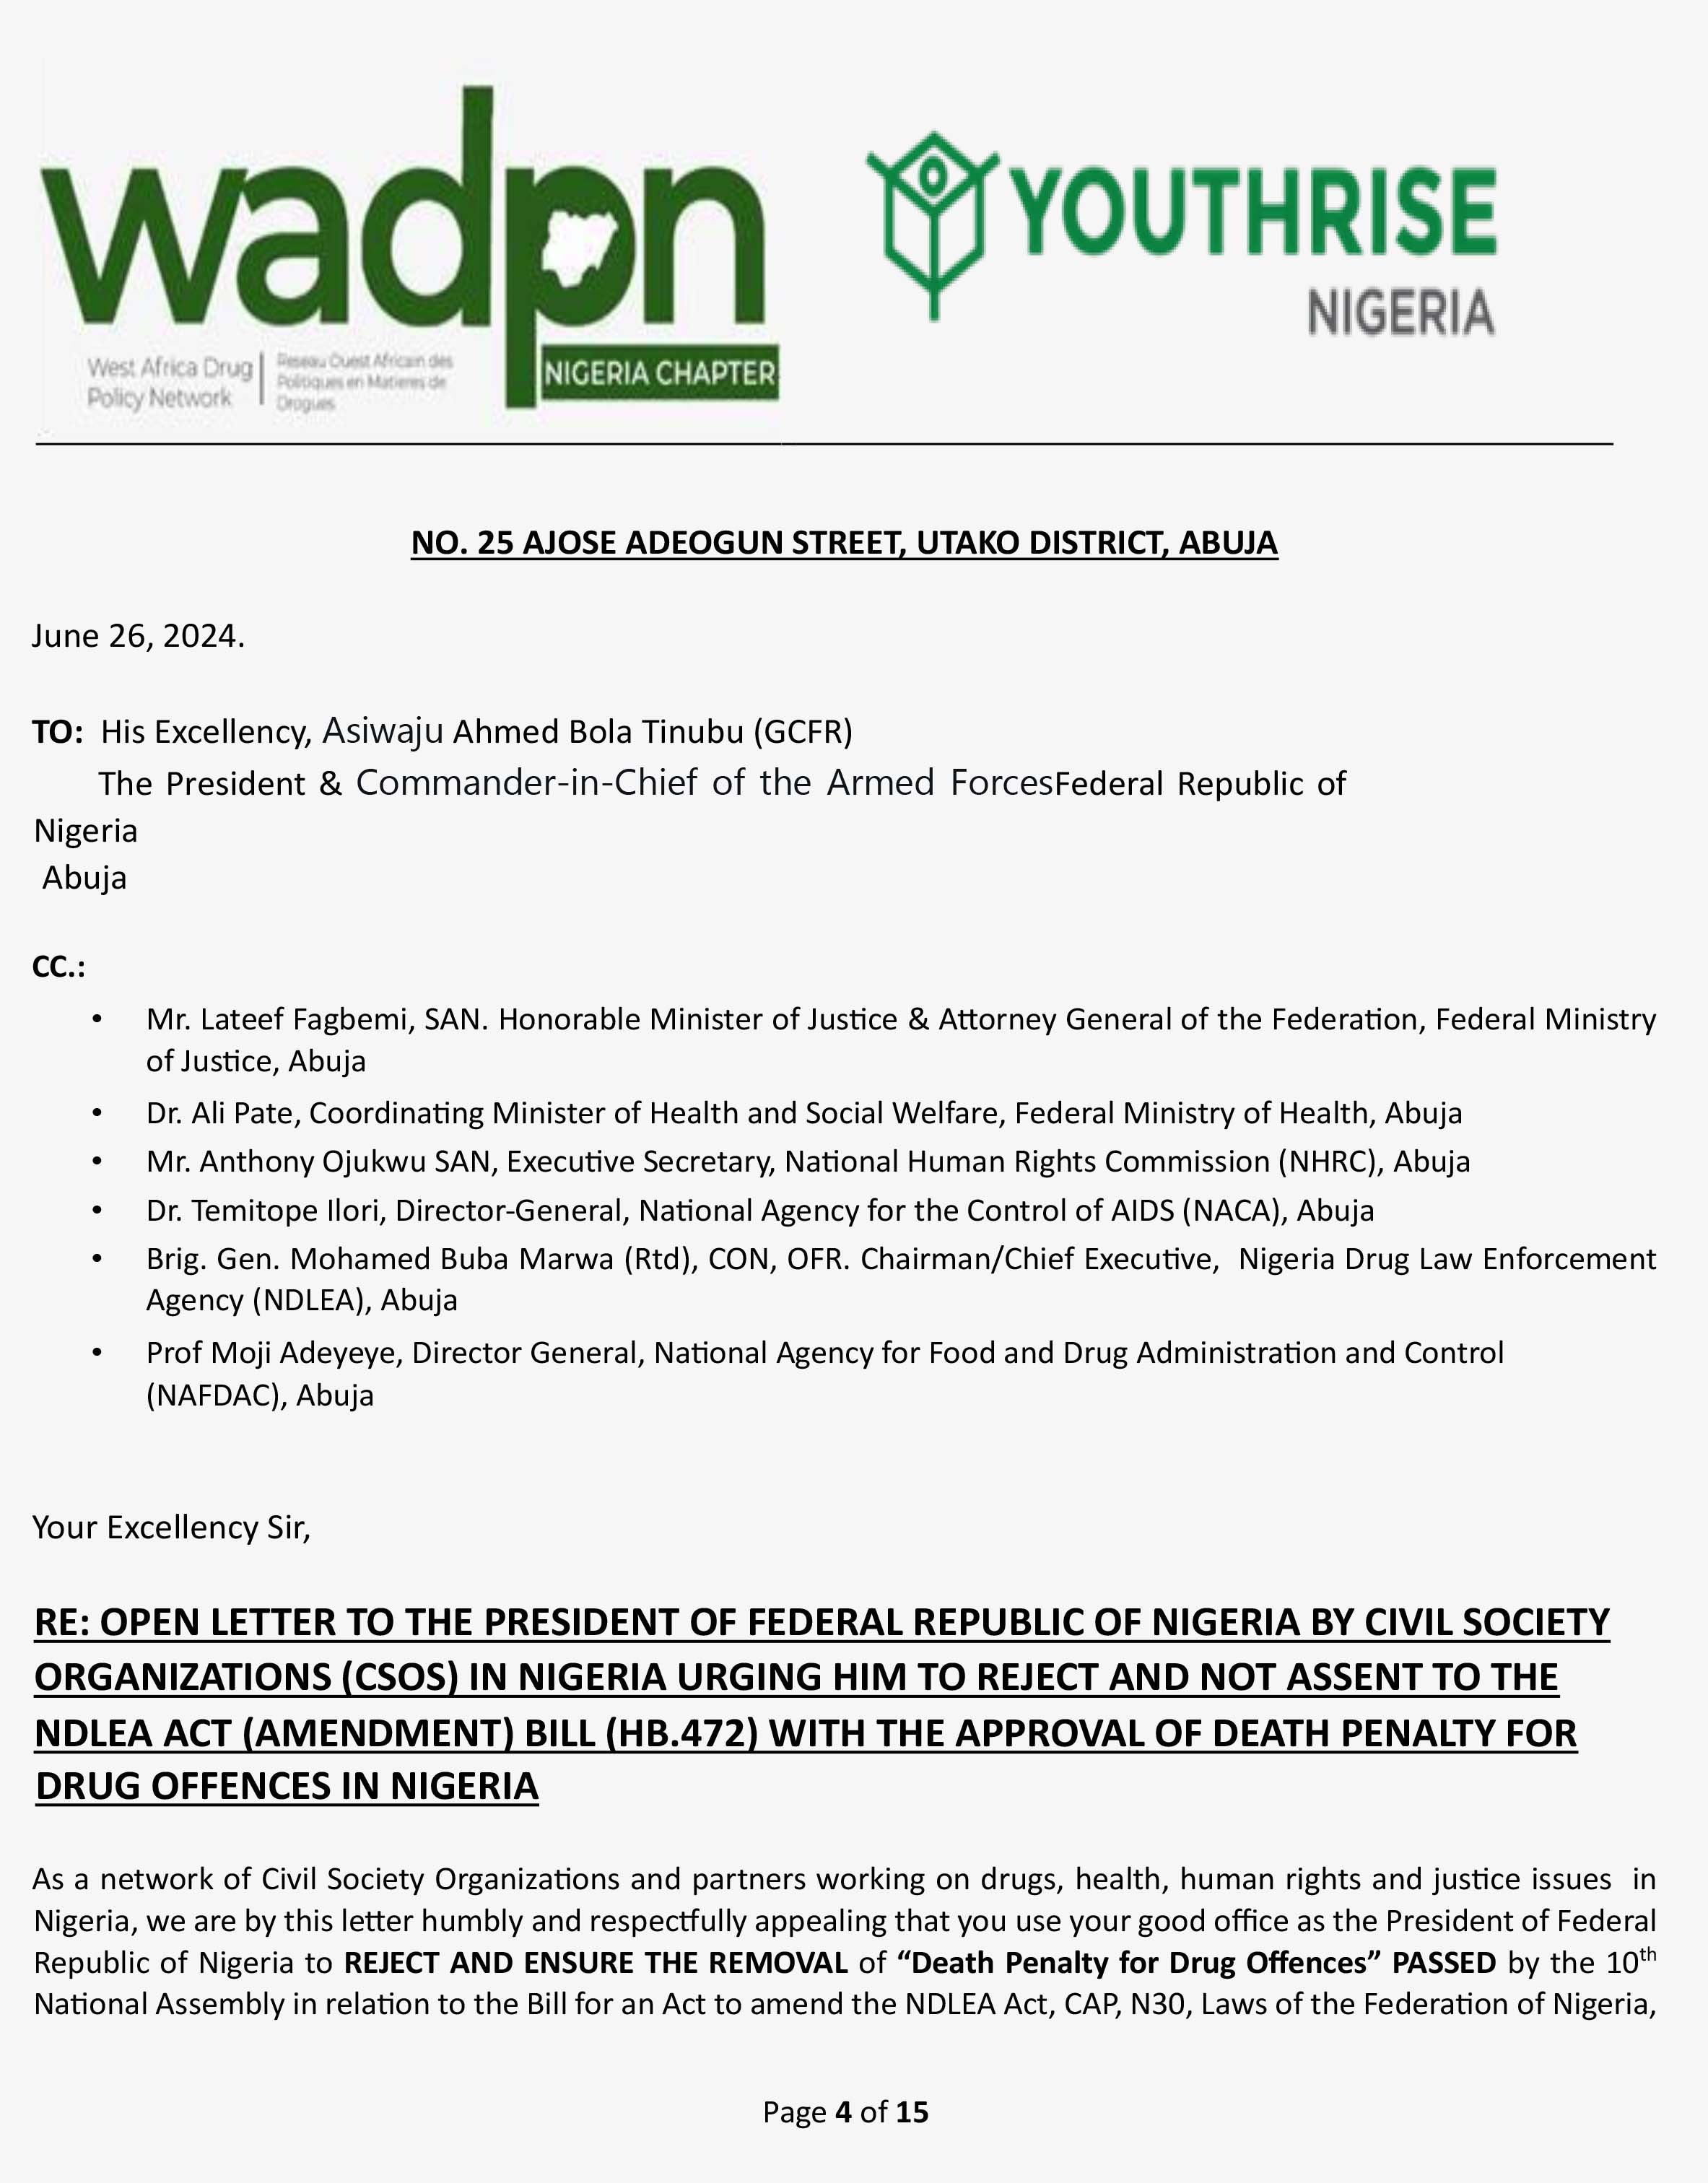 wadpn
West Africa Drug
Policy Network
Reseau Ouest Africain des
Politiques en Matieres de
Drogues
NIGERIA CHAPTER
YOUTHRISE
NIGERIA
NO. 25 AJOSE ADEOGUN STREET, UTAKO DISTRICT, ABUJA
June 26, 2024.
TO: His Excellency, Asiwaju Ahmed Bola Tinubu (GCFR)
The President & Commander-in-Chief of the Armed ForcesFederal Republic of
Nigeria
Abuja
CC.:
• Mr. Lateef Fagbemi, SAN. Honorable Minister of Justice & Attorney General of the Federation, Federal Ministry
of Justice, Abuja
• Dr. Ali Pate, Coordinating Minister of Health and Social Welfare, Federal Ministry of Health, Abuja
• Mr. Anthony Ojukwu SAN, Executive Secretary, National Human Rights Commission (NHRC), Abuja
• Dr. Temitope Ilori, Director-General, National Agency for the Control of AIDS (NACA), Abuja
• Brig. Gen. Mohamed Buba Marwa (Rtd), CON, OFR. Chairman/Chief Executive, Nigeria Drug Law Enforcement
Agency (NDLEA), Abuja
• Prof Moji Adeyeye, Director General, National Agency for Food and Drug Administration and Control
(NAFDAC), Abuja
Your Excellency Sir,
RE: OPEN LETTER TO THE PRESIDENT OF FEDERAL REPUBLIC OF NIGERIA BY CIVIL SOCIETY
ORGANIZATIONS (CSOS) IN NIGERIA URGING HIM TO REJECT AND NOT ASSENT TO THE
NDLEA ACT (AMENDMENT) BILL (HB.472) WITH THE APPROVAL OF DEATH PENALTY FOR
DRUG OFFENCES IN NIGERIA
As a network of Civil Society Organizations and partners working on drugs, health, human rights and justice issues in
Nigeria, we are by this letter humbly and respectfully appealing that you use your good office as the President of Federal
Republic of Nigeria to REJECT AND ENSURE THE REMOVAL of “Death Penalty for Drug Offences” PASSED by the 10th
National Assembly in relation to the Bill for an Act to amend the NDLEA Act, CAP, N30, Laws of the Federation of Nigeria,
Page 4 of 15